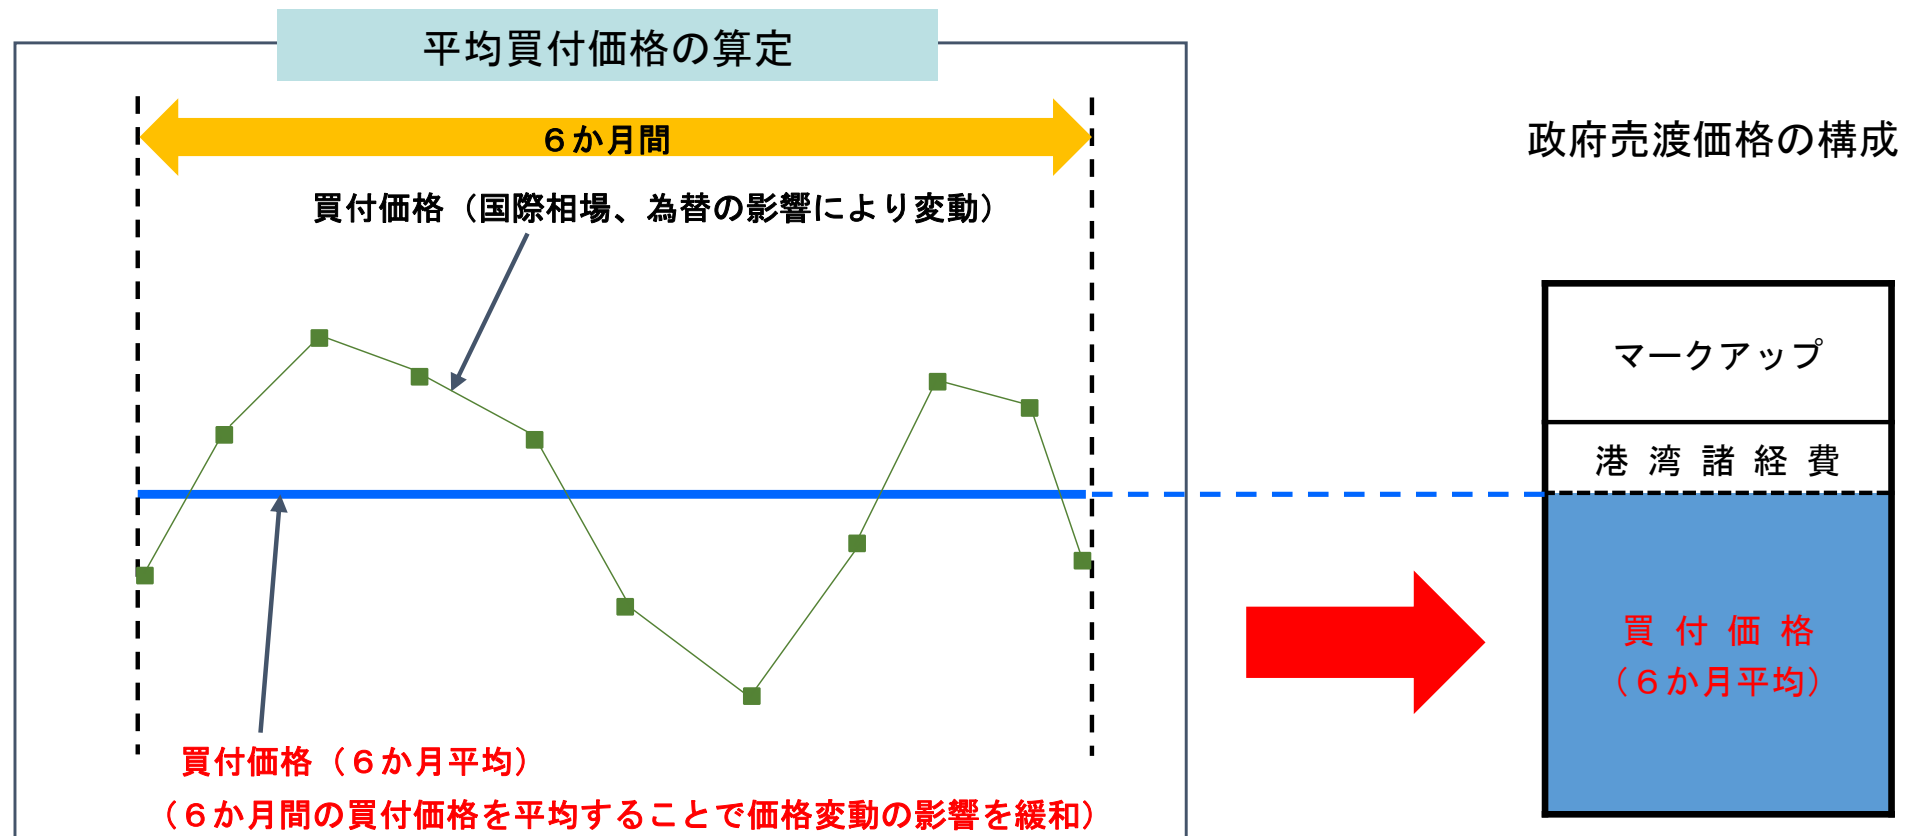 平均買付価格の算定
６か月間
買付価格（国際相場、為替の影響により変動）
買付価格（６か月平均）
（６か月間の買付価格を平均することで価格変動の影響を緩和）
政府売渡価格の構成
マークアップ
港湾諸経費
買付価格
（６か月平均）